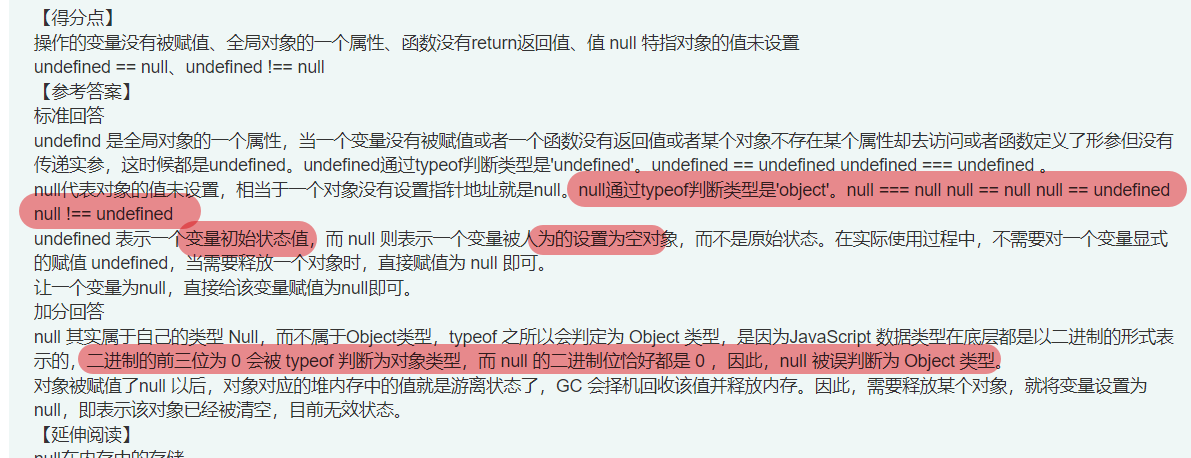 【得分点】
操作的变量没有被赋值、全局对象的一个属性、函数没有return返回值、值 null 特指对象的值未设置
undefined == null、undefined !== null
【参考答案】
标准回答
undefind 是全局对象的一个属性，当一个变量没有被赋值或者一个函数没有返回值或者某个对象不存在某个属性却去访问或者函数定义了形参但没有
传递实参，这时候都是undefined。undefined通过typeof判断类型是'undefined'。undefined == undefined undefined === undefined 。
null代表对象的值未设置，相当于一个对象没有设置指针地址就是null。null通过typeof判断类型是'object'。null === null null == null null == undefined
null !== undefined
undefined 表示一个变量初始状态值，而 null 则表示一个变量被人为的设置为空对象，而不是原始状态。在实际使用过程中，不需要对一个变量显式
的赋值 undefined，当需要释放一个对象时，直接赋值为 null 即可。
让一个变量为null，直接给该变量赋值为null即可。
加分回答
null 其实属于自己的类型 Null，而不属于Object类型，typeof 之所以会判定为 Object 类型，是因为JavaScript 数据类型在底层都是以二进制的形式表
示的，二进制的前三位为 0 会被 typeof 判断为对象类型，而 null 的二进制位恰好都是 0 ，因此，null 被误判断为 Object 类型。
对象被赋值了null 以后，对象对应的堆内存中的值就是游离状态了，GC 会择机回收该值并释放内存。因此，需要释放某个对象，就将变量设置为
null，即表示该对象已经被清空，目前无效状态。
【延伸阅读】
null在内存中的存储